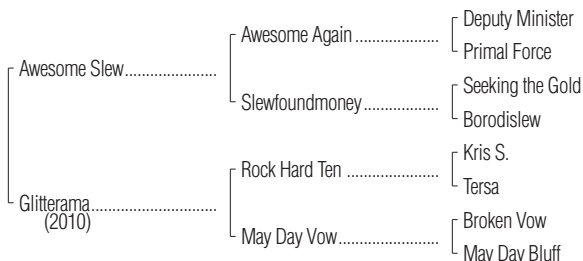 Deputy Minister
Awesome Again....................
Primal Force
Awesome Slew......................
Seeking the Gold
Slewfoundmoney..................
Borodislew
Kris S.
Rock Hard Ten ......................
Tersa
Glitterama..............................
(2010)
Broken Vow
May Day Vow........................
May Day Bluff